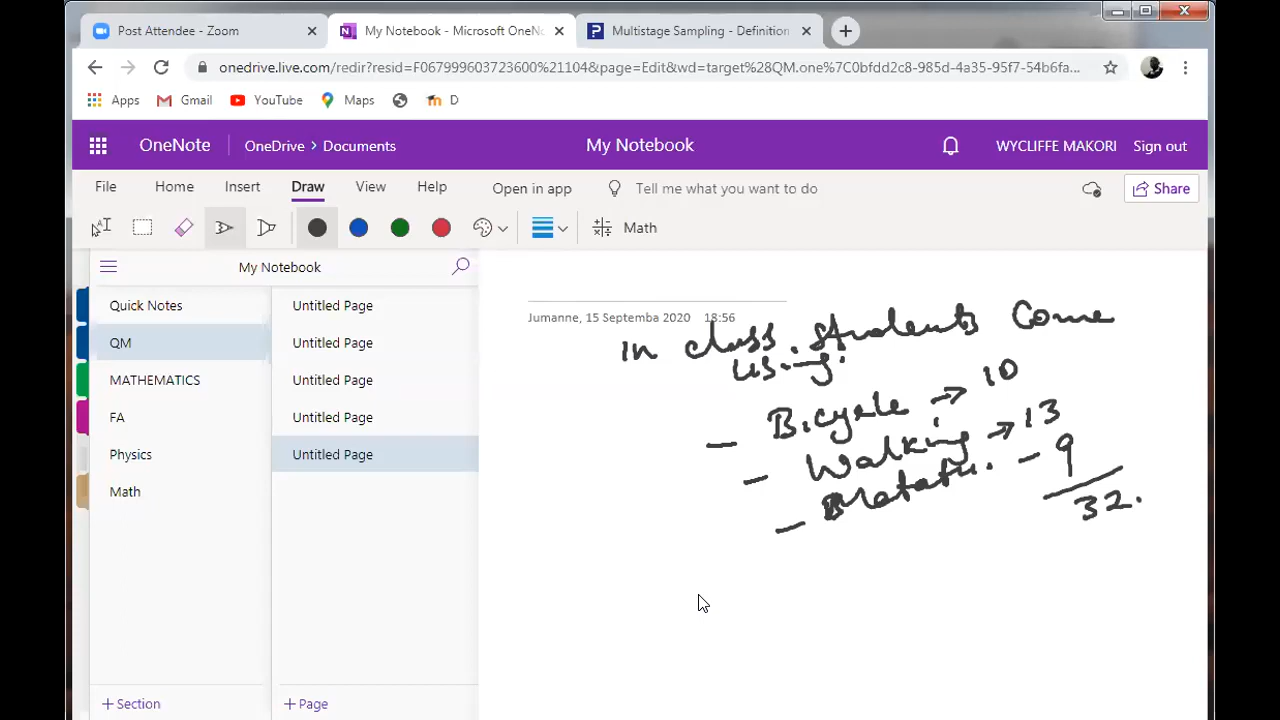 Post Attendee - Zoom
My Notebook - Microsoft OneNo
Multistage Sampling - Definition
onedrive.live.com/redir?resid=F067999603723600%21104&page=Edit&wd=target%28QM.one%7C0bfdd2c8-985d-4a35-95f7-54b6fa...
Apps Gmail YouTube Maps D
OneNote OneDrive > Documents My Notebook WYCLIFFE MAKORI Sign out
File Home Insert Draw View Help Open in app Tell me what you want to do Share
Math
My Notebook
Quick Notes
QM
MATHEMATICS
FA
Physics
Math
Untitled Page
Untitled Page
Untitled Page
Untitled Page
Untitled Page
+ Section
+ Page
Jumanne, 15 Septemba 2020 18:56
In class. students come
using:
- Bicycle → 10
- Walking → 13
- Matatu. - 9
32.